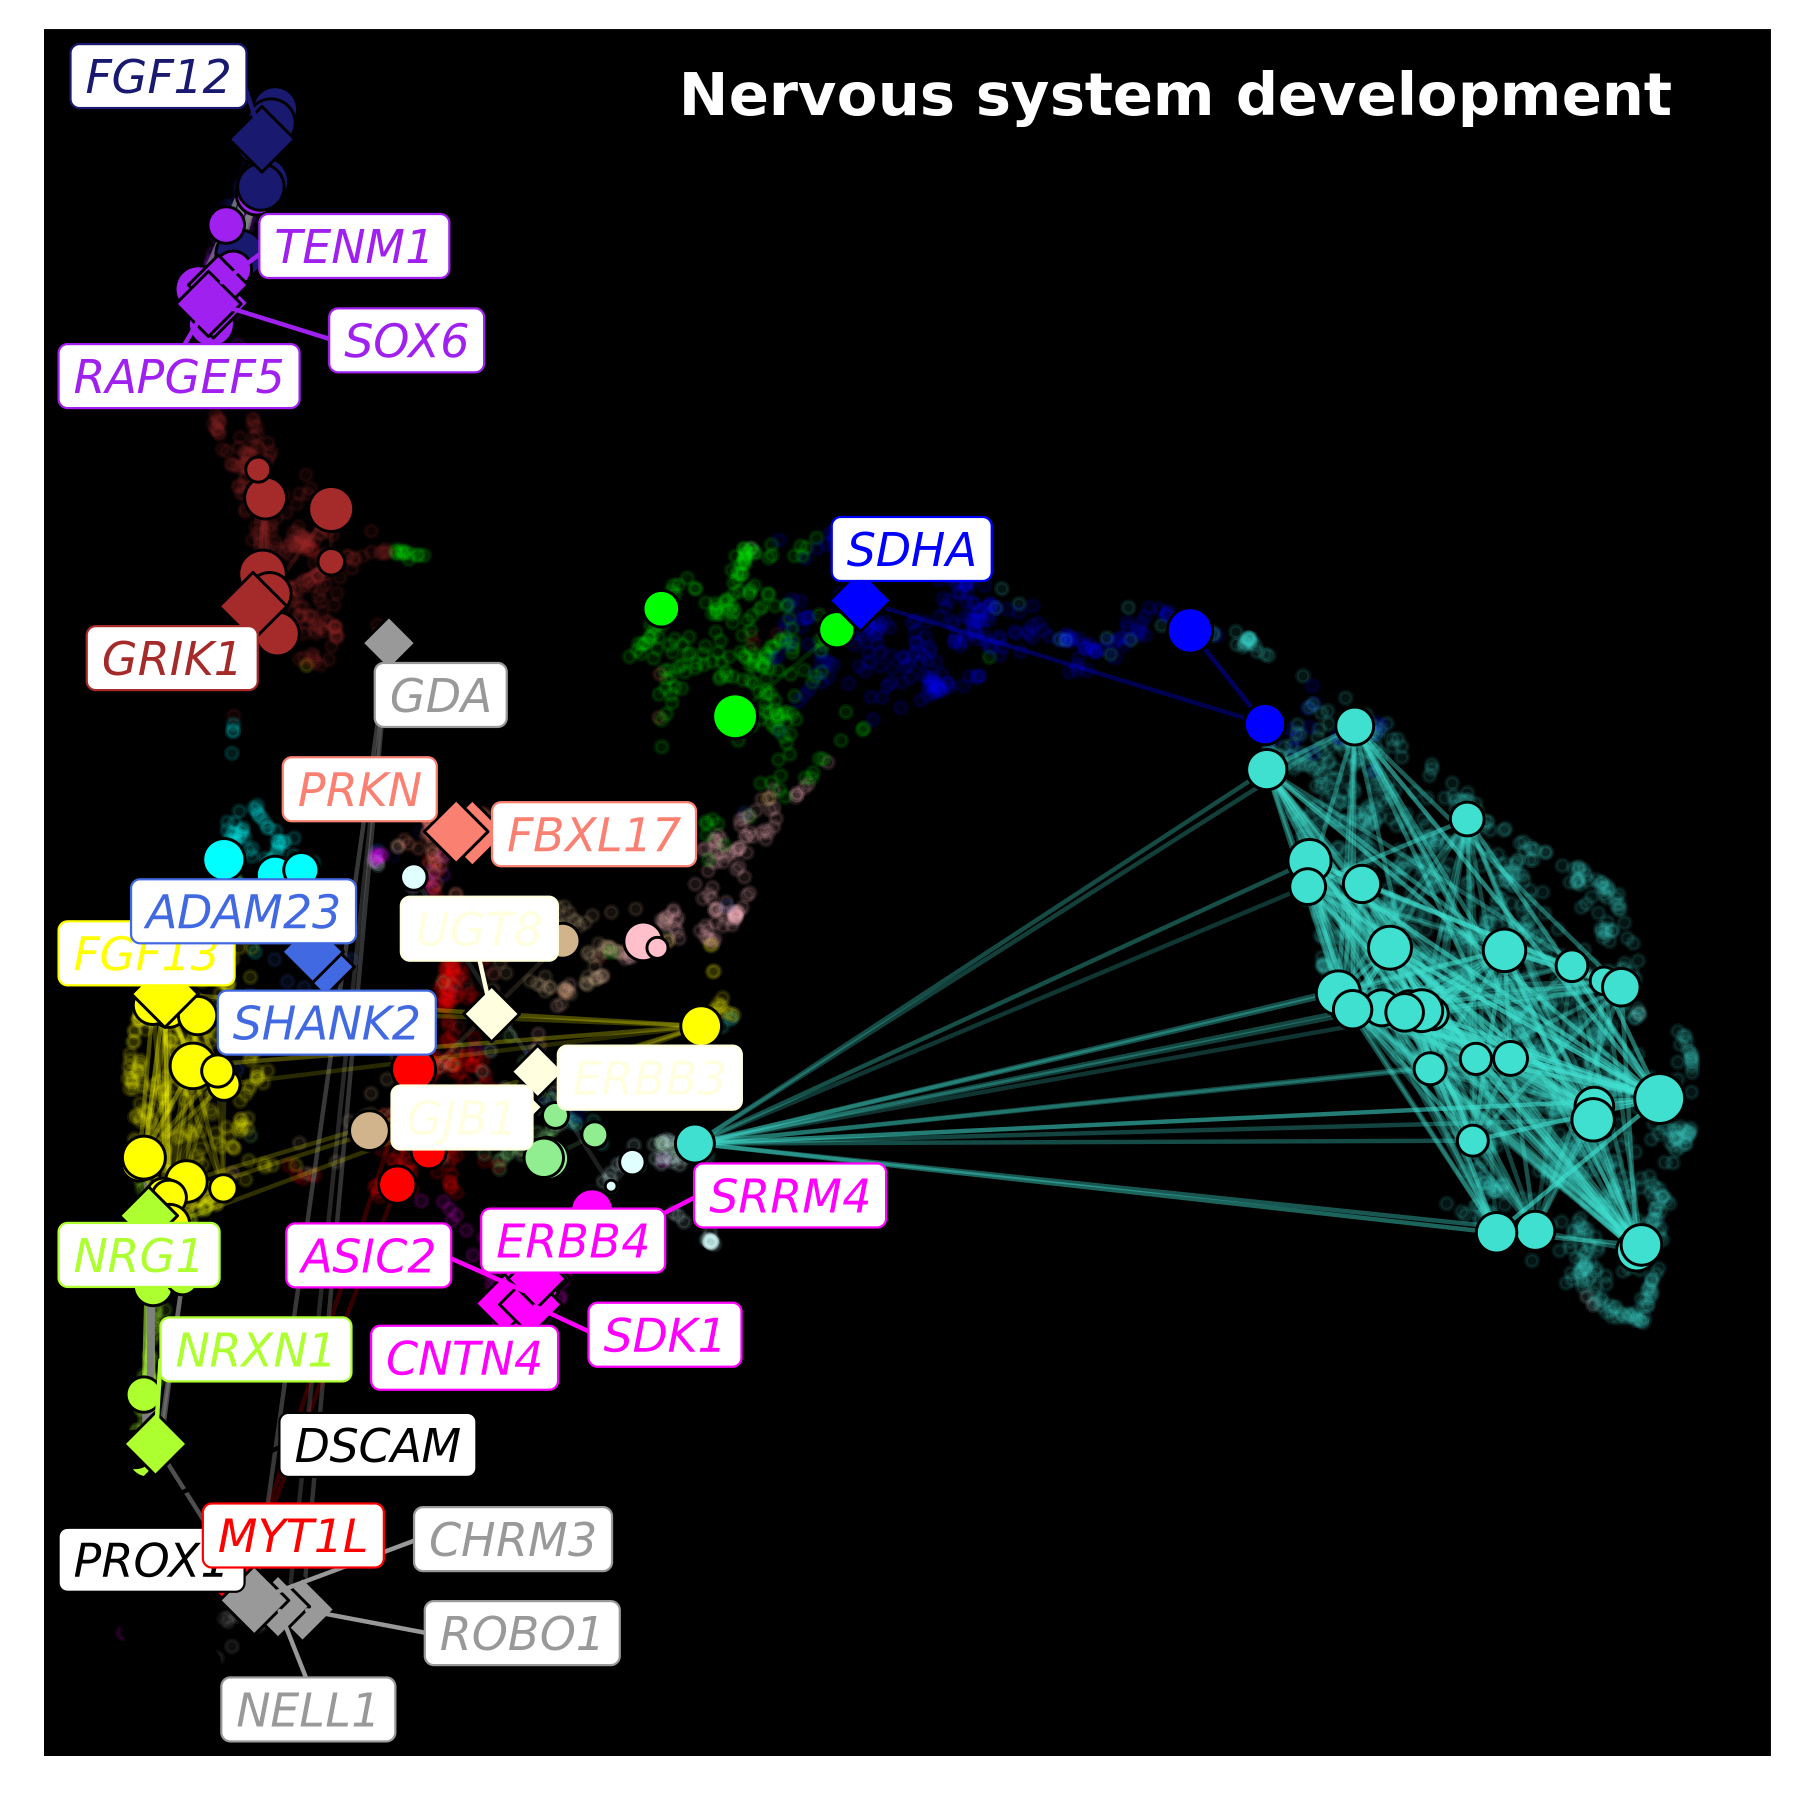 FGF12
Nervous system development
TENM1
SOX6
RAPGEF5
SDHA
GRIK1
GDA
PRKN
FBXL17
ADAM23
UGT8
FGF13
SHANK2
ERBB3
GJB1
SRRM4
ERBB4
NRG1
ASIC2
SDK1
NRXN1
CNTN4
DSCAM
MYT1L
CHRM3
PROX1
ROBO1
NELL1